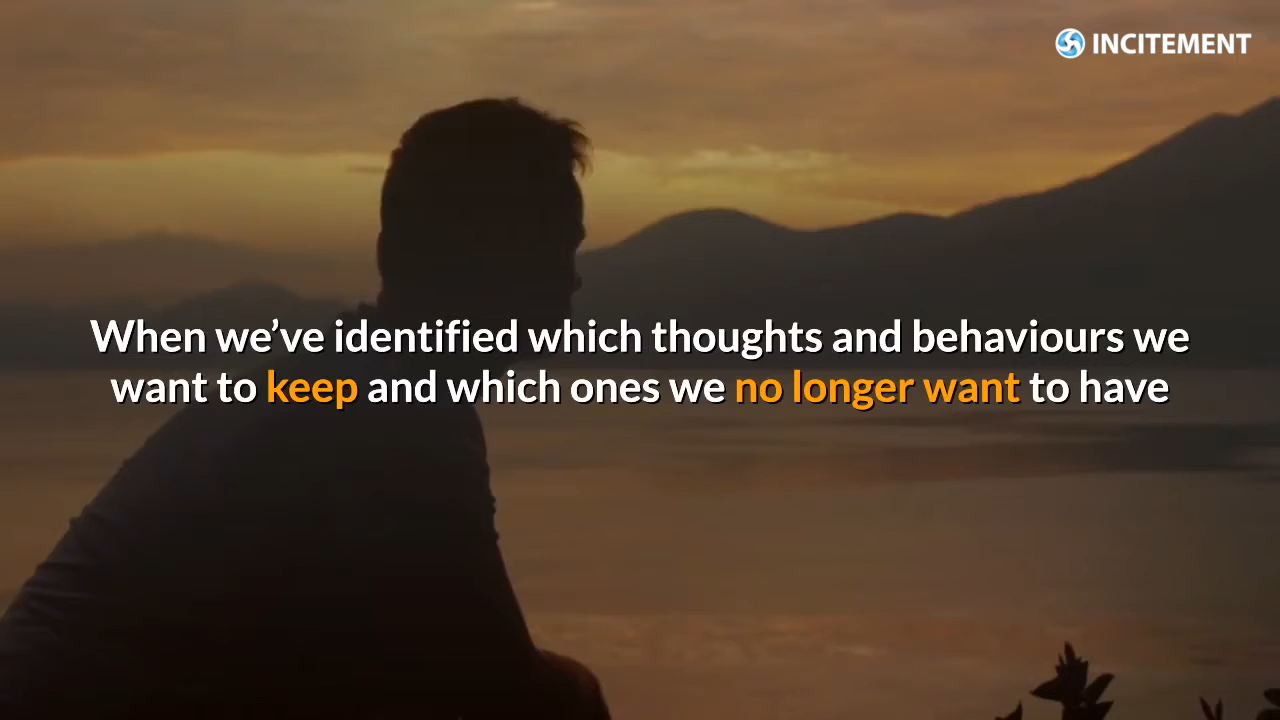 INCITEMENT
When we’ve identified which thoughts and behaviours we
want to keep and which ones we no longer want to have